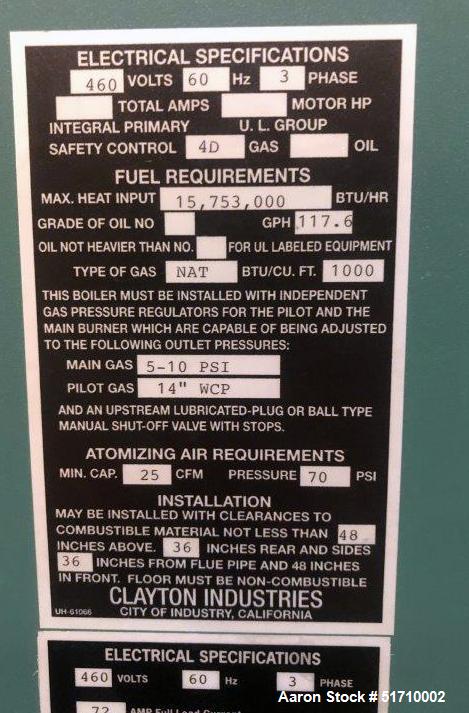 ELECTRICAL SPECIFICATIONS
460 VOLTS 60 Hz 3 PHASE
TOTAL AMPS MOTOR HP
INTEGRAL PRIMARY U. L. GROUP
SAFETY CONTROL 4D GAS OIL
FUEL REQUIREMENTS
MAX. HEAT INPUT 15,753,000 BTU/HR
GRADE OF OIL NO GPH 117.6
OIL NOT HEAVIER THAN NO. FOR UL LABELED EQUIPMENT
TYPE OF GAS NAT BTU/CU. FT. 1000
THIS BOILER MUST BE INSTALLED WITH INDEPENDENT
GAS PRESSURE REGULATORS FOR THE PILOT AND THE
MAIN BURNER WHICH ARE CAPABLE OF BEING ADJUSTED
TO THE FOLLOWING OUTLET PRESSURES:
MAIN GAS 5-10 PSI
PILOT GAS 14" WCP
AND AN UPSTREAM LUBRICATED-PLUG OR BALL TYPE
MANUAL SHUT-OFF VALVE WITH STOPS.
ATOMIZING AIR REQUIREMENTS
MIN. CAP. 25 CFM PRESSURE 70 PSI
INSTALLATION
MAY BE INSTALLED WITH CLEARANCES TO
COMBUSTIBLE MATERIAL NOT LESS THAN 48
INCHES ABOVE. 36 INCHES REAR AND SIDES
36 INCHES FROM FLUE PIPE AND 48 INCHES
IN FRONT. FLOOR MUST BE NON-COMBUSTIBLE
CLAYTON INDUSTRIES
UH-61066 CITY OF INDUSTRY, CALIFORNIA
ELECTRICAL SPECIFICATIONS
460 VOLTS 60 Hz 3 PHASE
72 AMP Full Load Current
Aaron Stock # 51710002